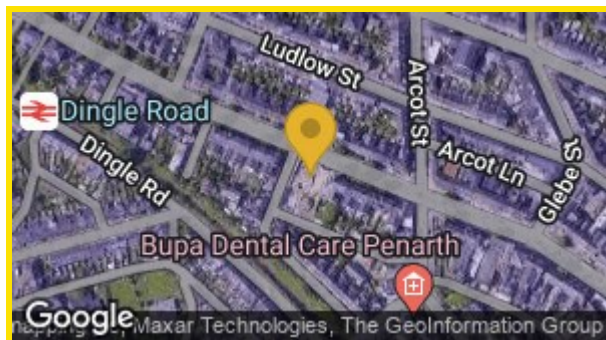 Ludlow St
Arcot St
Dingle Road
Dingle Rd
Arcot Ln
Glebe St
Bupa Dental Care Penarth
Google
Maxar Technologies, The GeoInformation Group